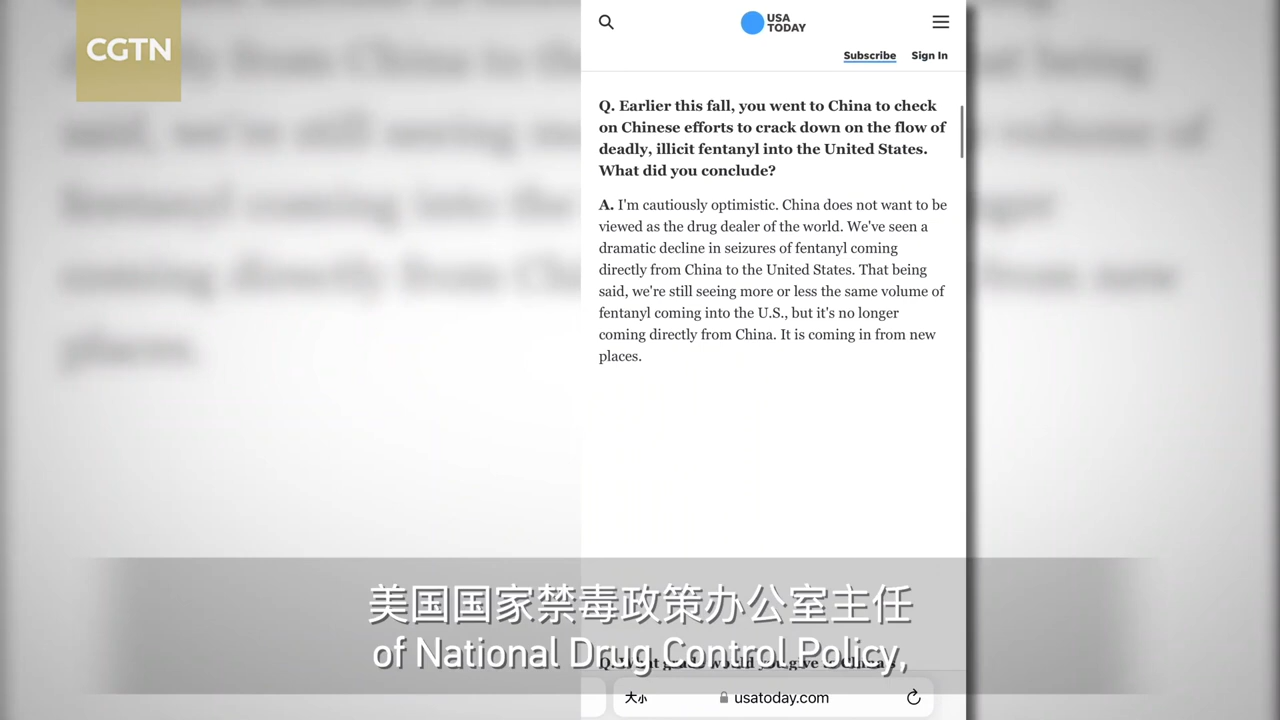 CGTN
USA
TODAY
Subscribe Sign In
Q. Earlier this fall, you went to China to check
on Chinese efforts to crack down on the flow of
deadly, illicit fentanyl into the United States.
What did you conclude?
A. I'm cautiously optimistic. China does not want to be
viewed as the drug dealer of the world. We've seen a
dramatic decline in seizures of fentanyl coming
directly from China to the United States. That being
said, we're still seeing more or less the same volume of
fentanyl coming into the U.S., but it's no longer
coming directly from China. It is coming in from new
places.
美国国家禁毒政策办公室主任
of National Drug Control Policy,
大小 usatoday.com